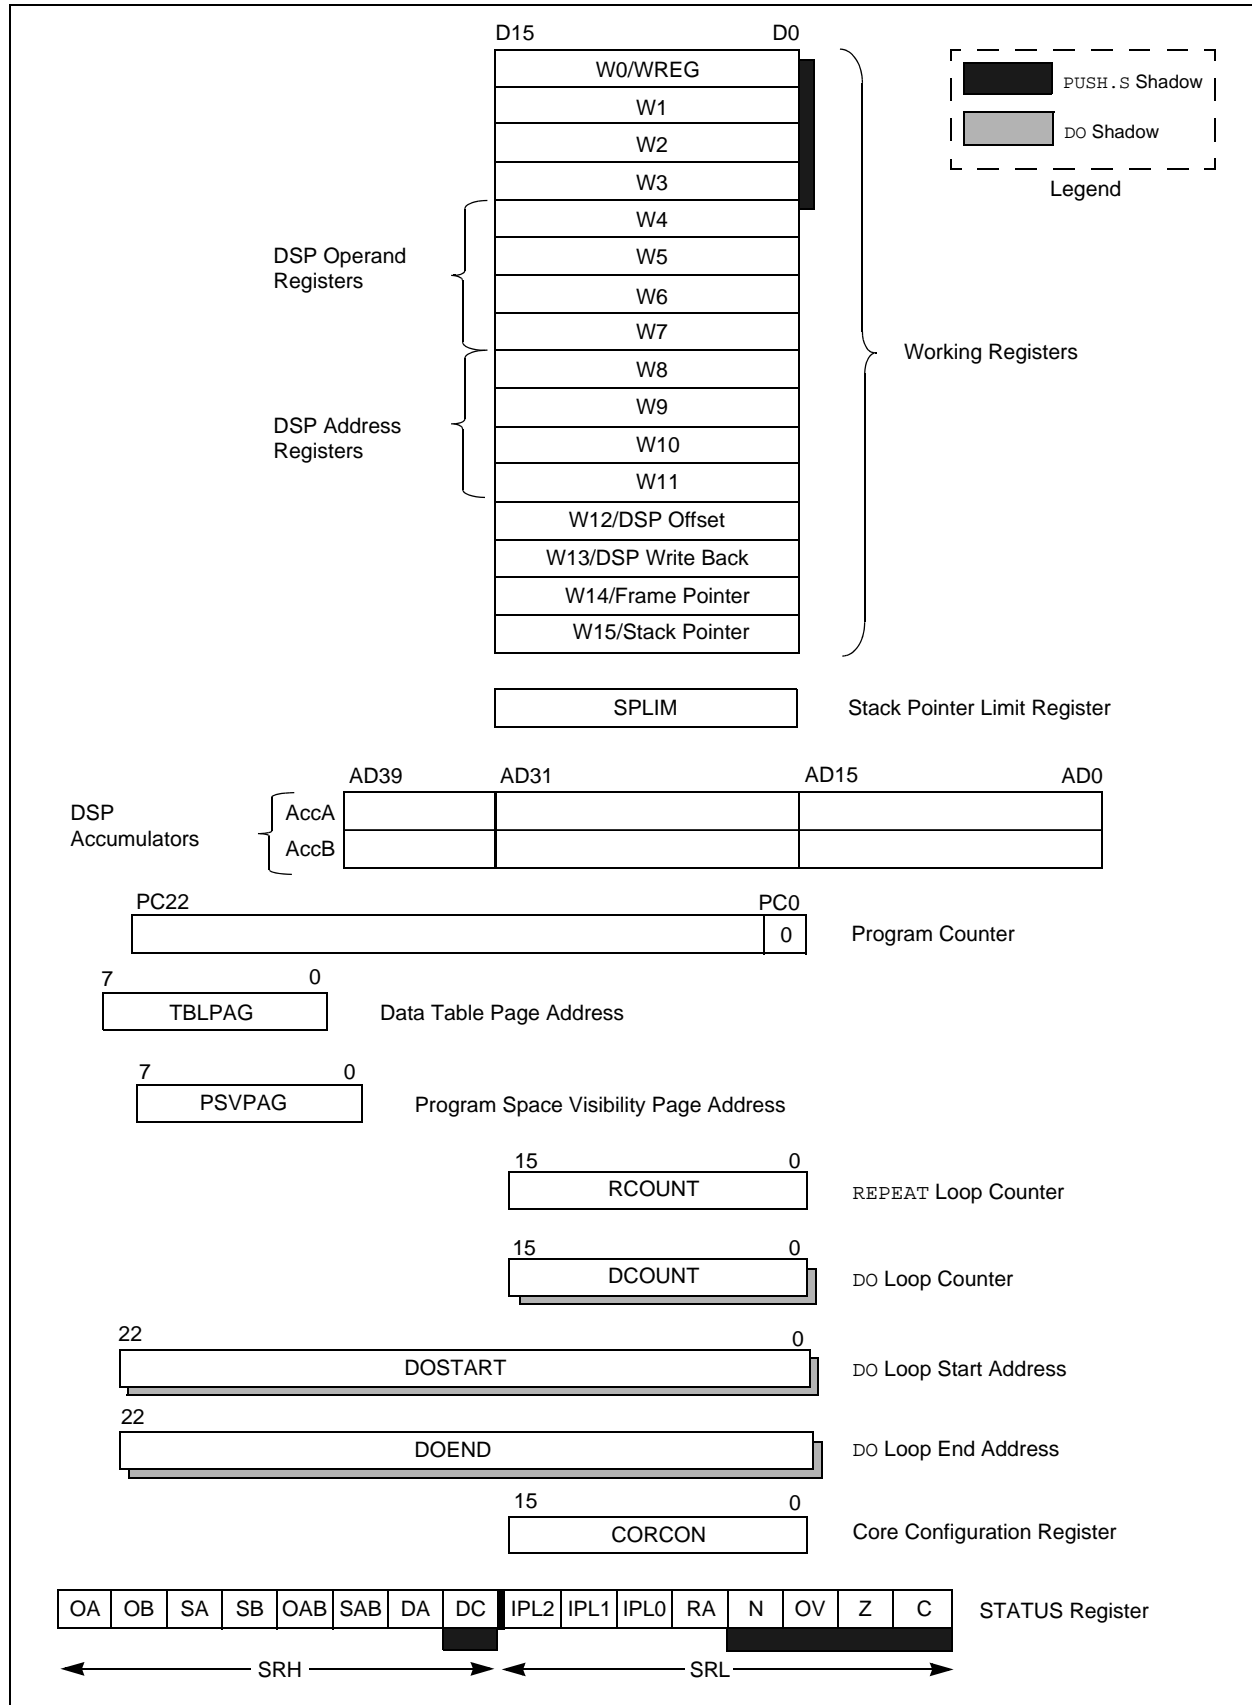 D15 D0
W0/WREG
W1
W2
W3
W4
W5
W6
W7
W8
W9
W10
W11
W12/DSP Offset
W13/DSP Write Back
W14/Frame Pointer
W15/Stack Pointer
PUSH.S Shadow
DO Shadow
Legend
DSP Operand
Registers
DSP Address
Registers
Working Registers
SPLIM Stack Pointer Limit Register
AD39 AD31 AD15 AD0
DSP
Accumulators
AccA
AccB
PC22 PC0
0 Program Counter
7 0
TBLPAG Data Table Page Address
7 0
PSVPAG Program Space Visibility Page Address
15 0
RCOUNT REPEAT Loop Counter
15 0
DCOUNT DO Loop Counter
22 0
DOSTART DO Loop Start Address
22
DOEND DO Loop End Address
15 0
CORCON Core Configuration Register
OA OB SA SB OAB SAB DA DC IPL2 IPL1 IPL0 RA N OV Z C STATUS Register
SRH SRL